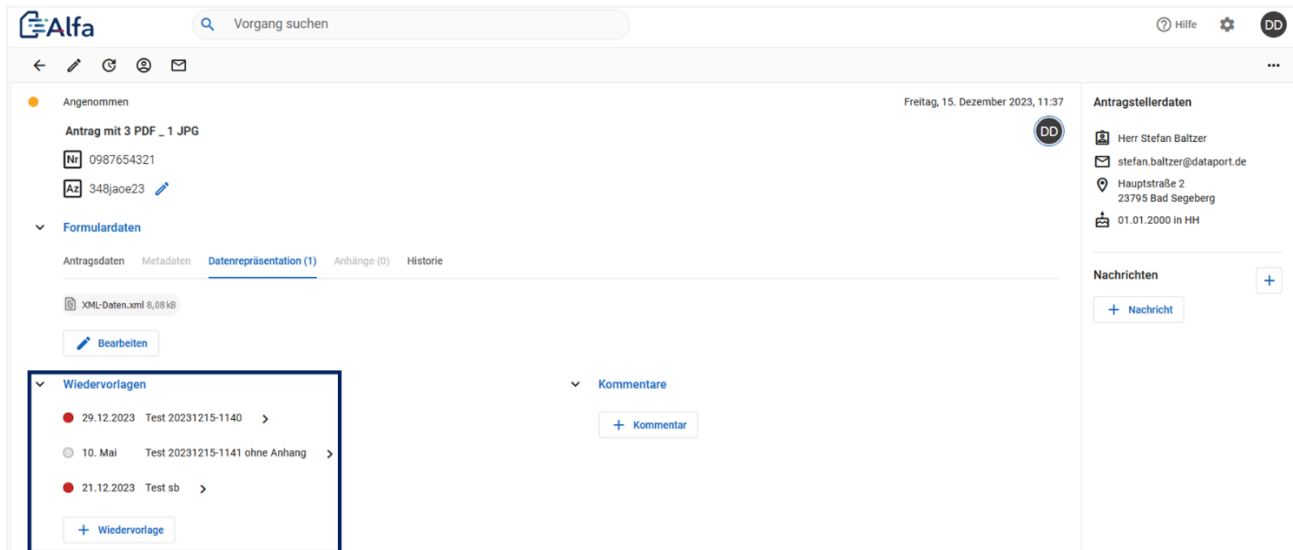 Alfa
Vorgang suchen
Hilfe
DD
Angenommen
Freitag, 15. Dezember 2023, 11:37
Antrag mit 3 PDF _ 1 JPG
DD
Nr 0987654321
Az 348jaoe23
Formulardaten
Antragsdaten Metadaten Datenrepräsentation (1) Anhänge (0) Historie
XML-Daten.xml 8,08 kB
Bearbeiten
Wiedervorlagen
29.12.2023 Test 20231215-1140
10. Mai Test 20231215-1141 ohne Anhang
21.12.2023 Test sb
+ Wiedervorlage
Kommentare
+ Kommentar
Antragstellerdaten
Herr Stefan Baltzer
stefan.baltzer@dataport.de
Hauptstraße 2
23795 Bad Segeberg
01.01.2000 in HH
Nachrichten
+
+ Nachricht